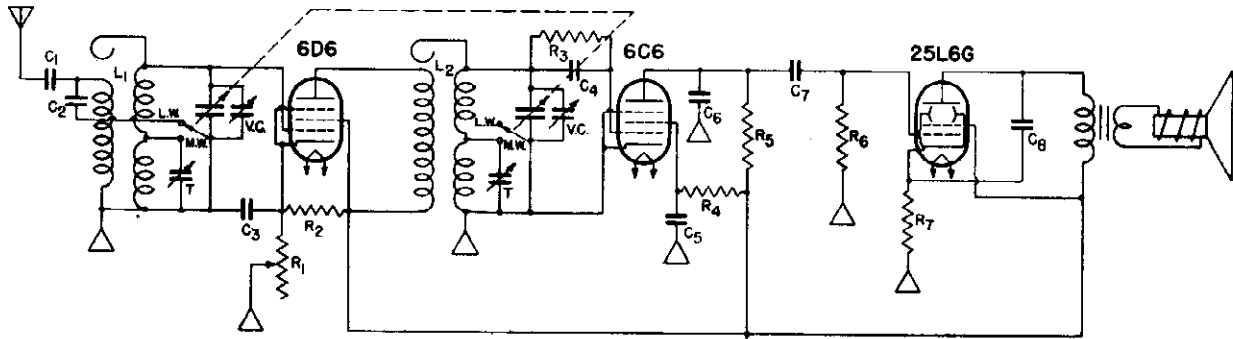 6D6
6C6
25L6G
C1
C2
L1
L.W.
M.W.
V.C.
T
C3
R2
R1
L2
L.W.
M.W.
V.C.
T
R3
C4
C6
R4
C5
R5
C7
R6
R7
C8